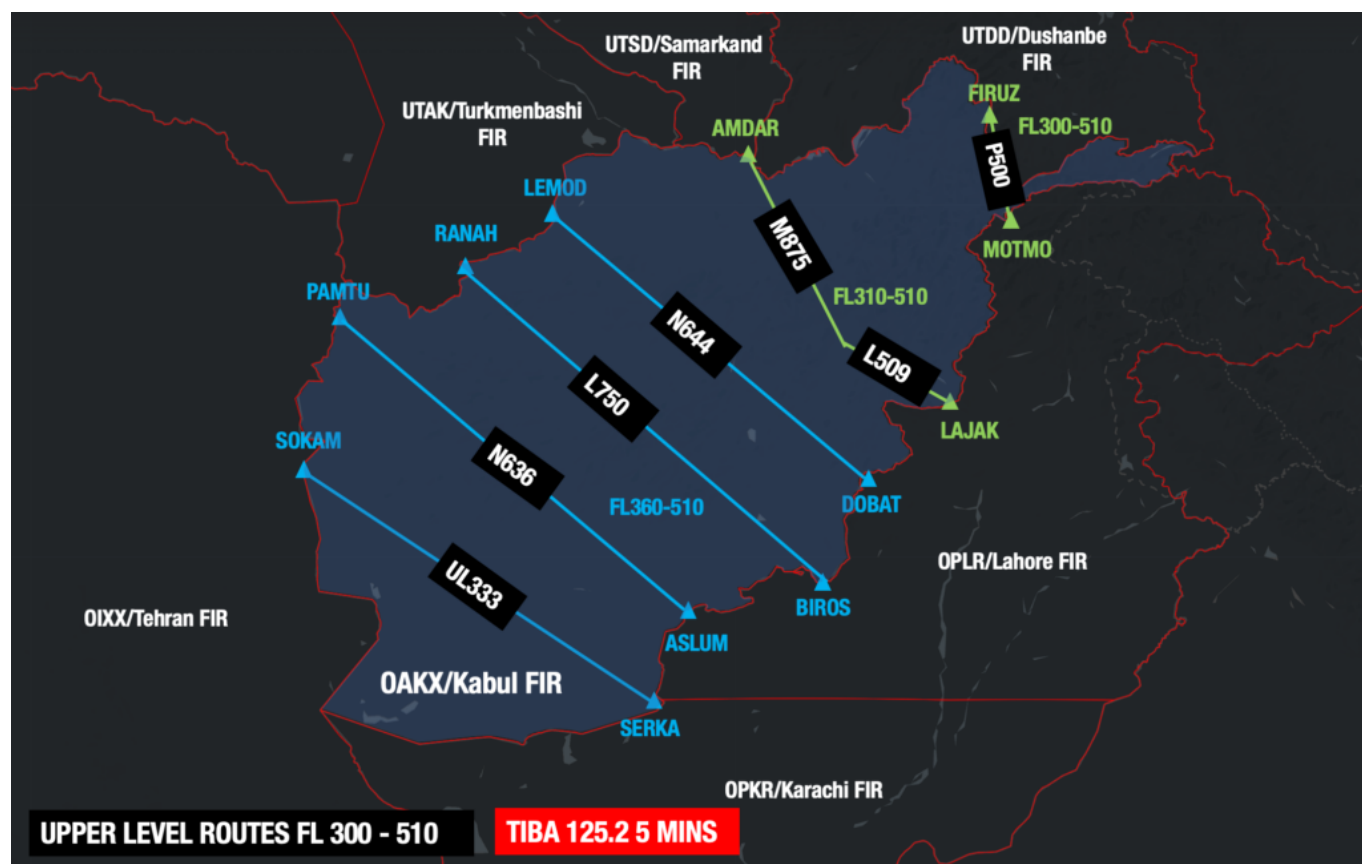 UTSD/Samarkand
FIR
UTDD/Dushanbe
FIR
UTAK/Turkmenbashi
FIR
FIRUZ
FL300-510
AMDAR
P500
LEMOD
RANAH
M875
MOTMO
PAMTU
FL310-510
N644
L509
L750
LAJAK
SOKAM
N636
FL360-510
DOBAT
UL333
OPLR/Lahore FIR
BIROS
OIXX/Tehran FIR
ASLUM
OAKX/Kabul FIR
SERKA
OPKR/Karachi FIR
UPPER LEVEL ROUTES FL 300 - 510
TIBA 125.2 5 MINS